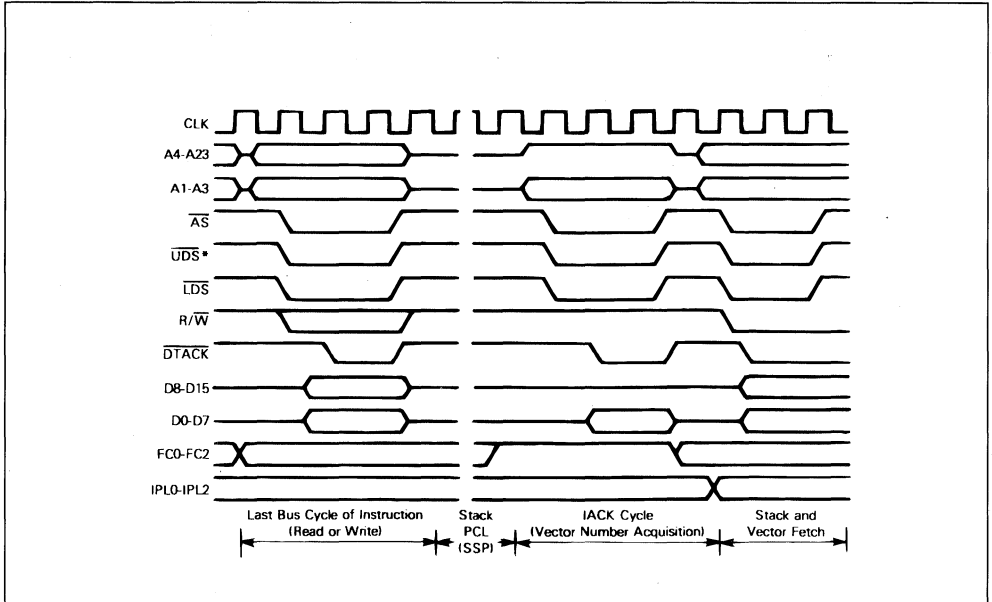 CLK
A4-A23
A1-A3
AS
UDS*
LDS
R/W
DTACK
D8-D15
D0-D7
FC0-FC2
IPL0-IPL2
Last Bus Cycle of Instruction
(Read or Write)
Stack
PCL
(SSP)
IACK Cycle
(Vector Number Acquisition)
Stack and
Vector Fetch